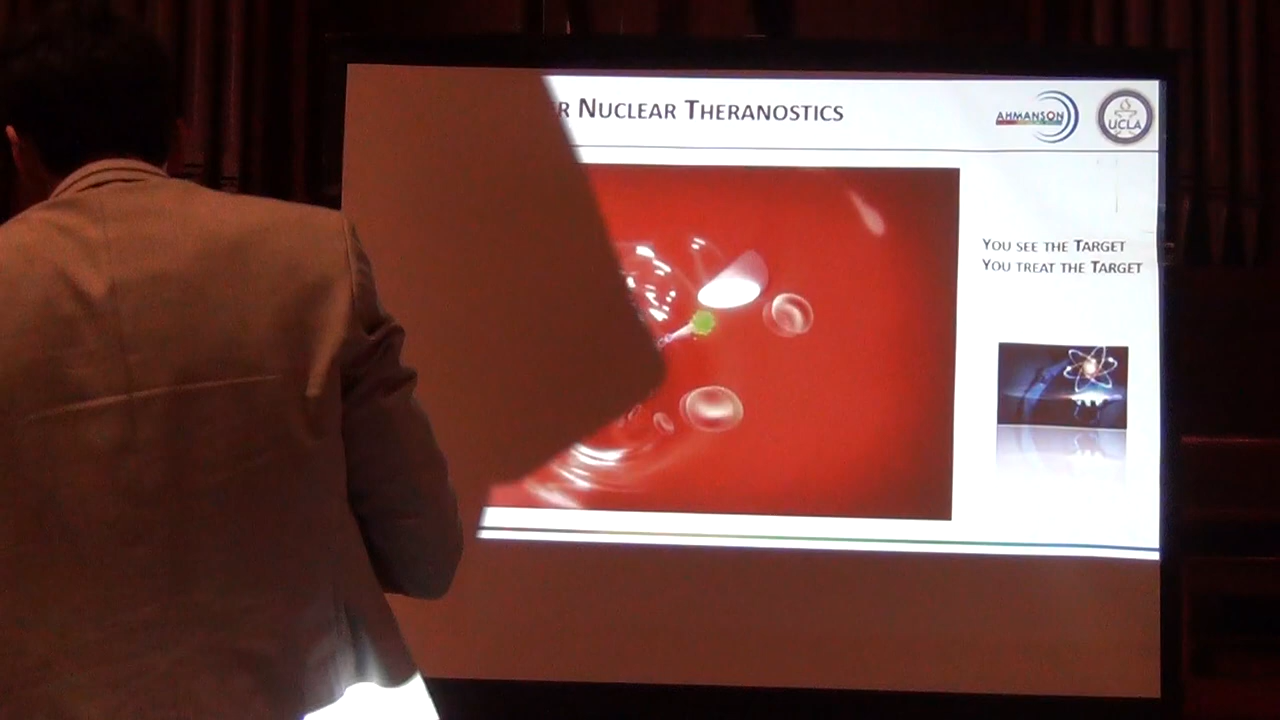 R NUCLEAR THERANOSTICS
AHMANSON
UCLA
YOU SEE THE TARGET
YOU TREAT THE TARGET